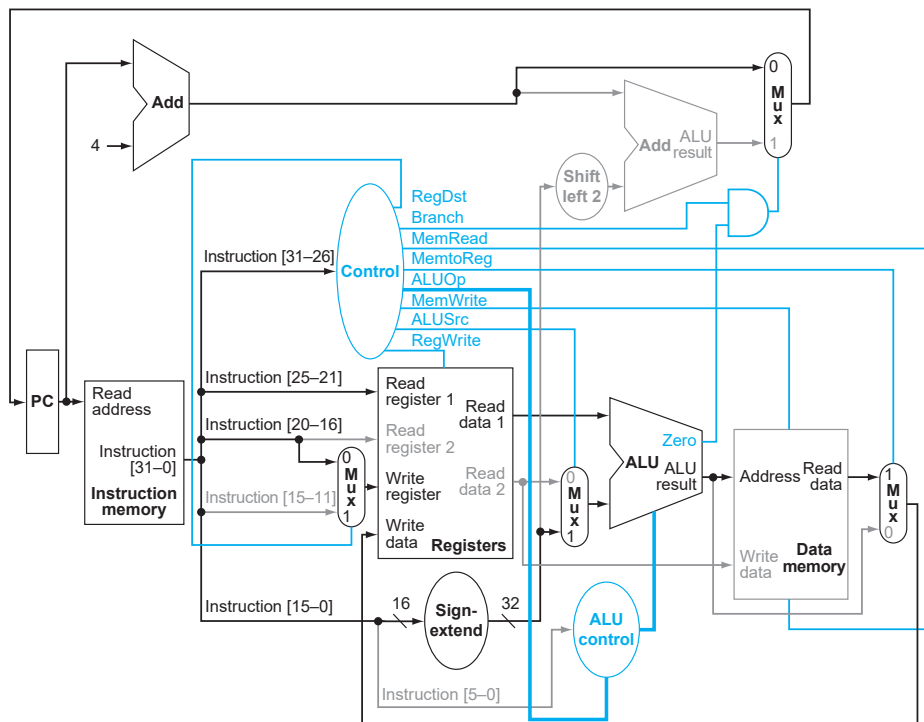 0
Mux
1
Add
4
Add
ALU
result
Shift
left 2
RegDst
Branch
MemRead
MemtoReg
ALUOp
MemWrite
ALUSrc
RegWrite
Control
Instruction [31–26]
Instruction [25–21]
Instruction [20–16]
Instruction [15–11]
Instruction [15–0]
Instruction [5–0]
PC
Read
address
Instruction
[31–0]
Instruction
memory
0
Mux
1
Read
register 1
Read
register 2
Write
register
Write
data
Read
data 1
Read
data 2
Registers
16
Sign-
extend
32
0
Mux
1
Zero
ALU
ALU
result
ALU
control
Address
Read
data
Write
data
Data
memory
1
Mux
0